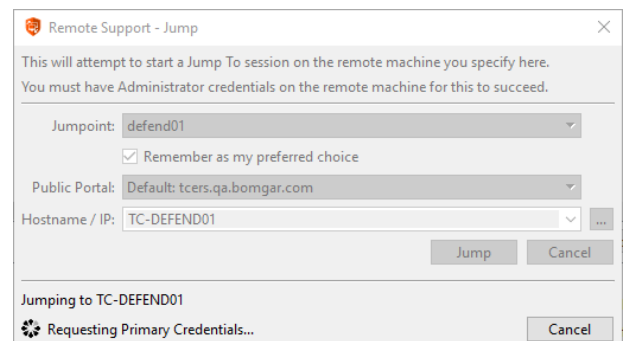 Remote Support - Jump
This will attempt to start a Jump To session on the remote machine you specify here.
You must have Administrator credentials on the remote machine for this to succeed.
Jumpoint: defend01
Remember as my preferred choice
Public Portal: Default: tcers.qa.bomgar.com
Hostname / IP: TC-DEFEND01 ...
Jump Cancel
Jumping to TC-DEFEND01
Requesting Primary Credentials... Cancel